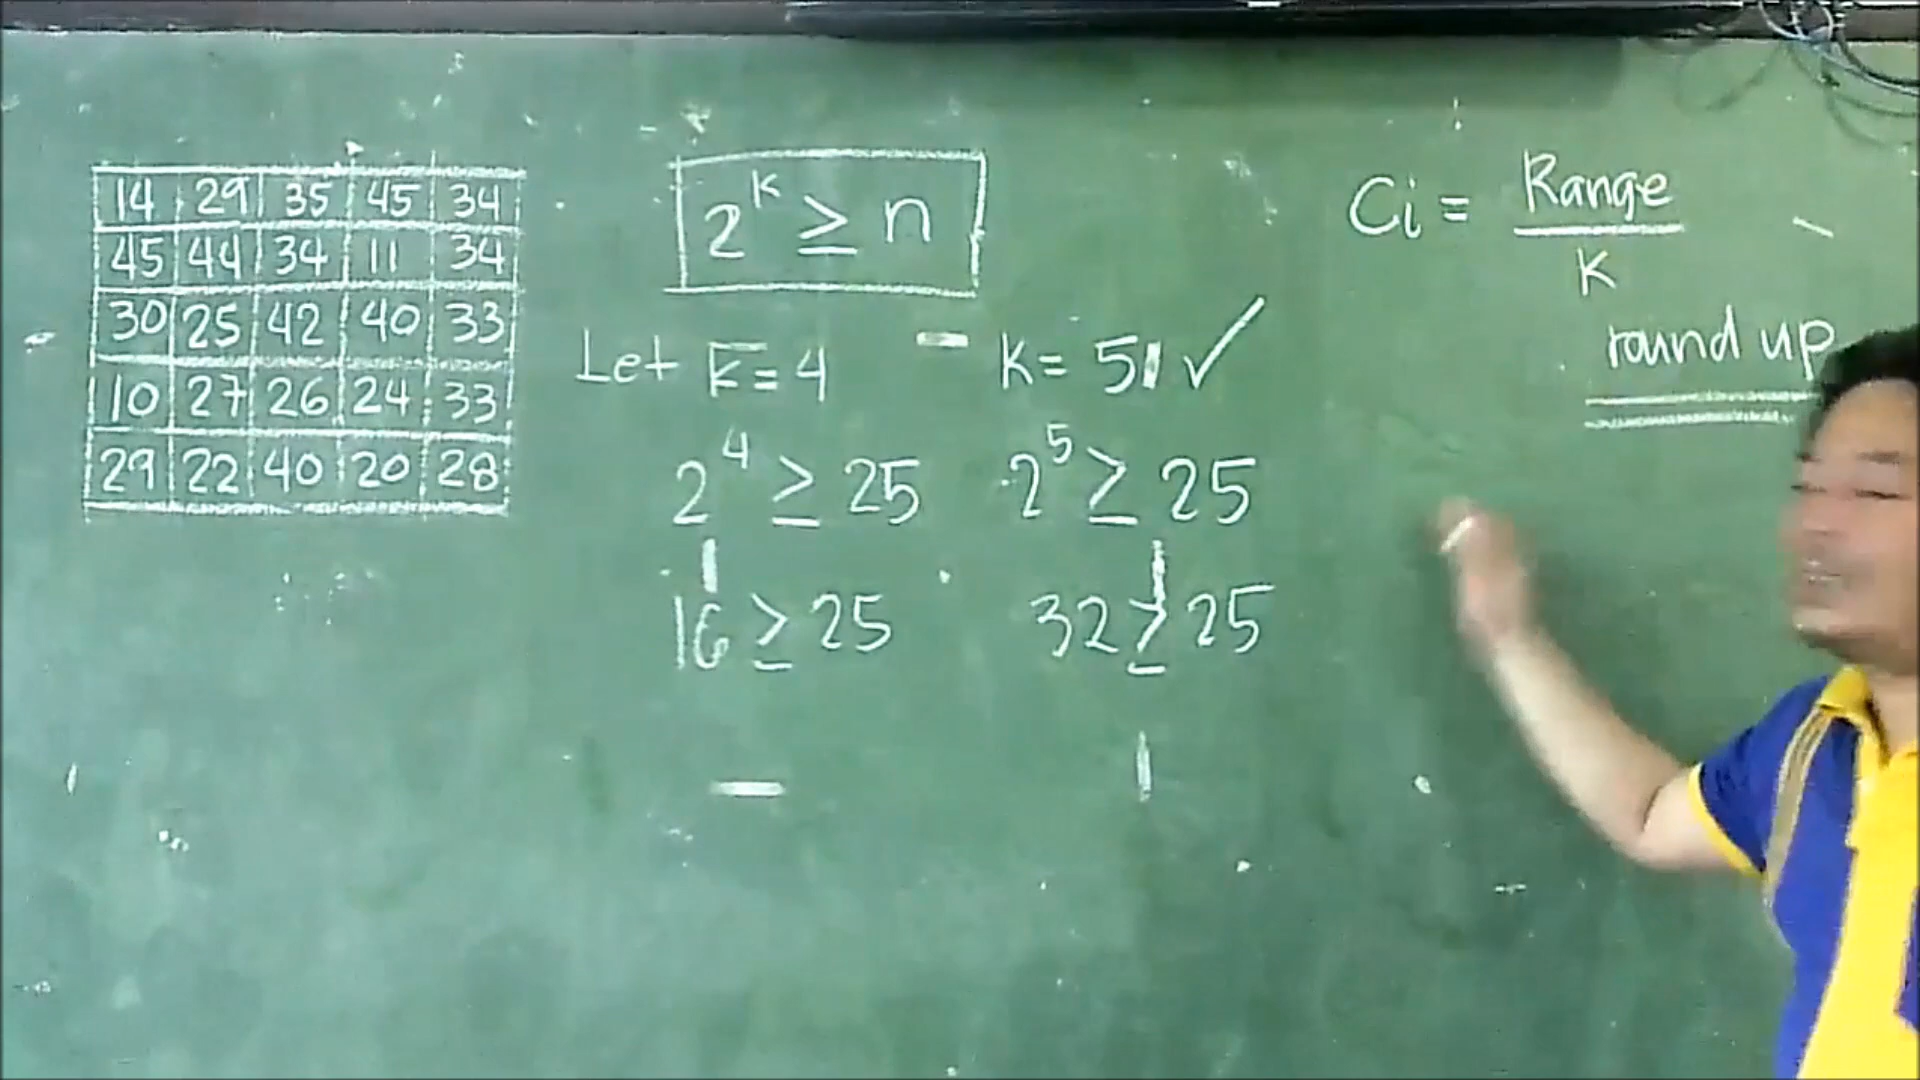 14 29 35 45 34
45 44 34 11 34
30 25 42 40 33
10 27 26 24 33
29 22 40 20 28
2^k ≥ n
Let k = 4
2^4 ≥ 25
16 ≥ 25
k = 5 ✓
2^5 ≥ 25
32 ≥ 25
Ci = Range / K
round up